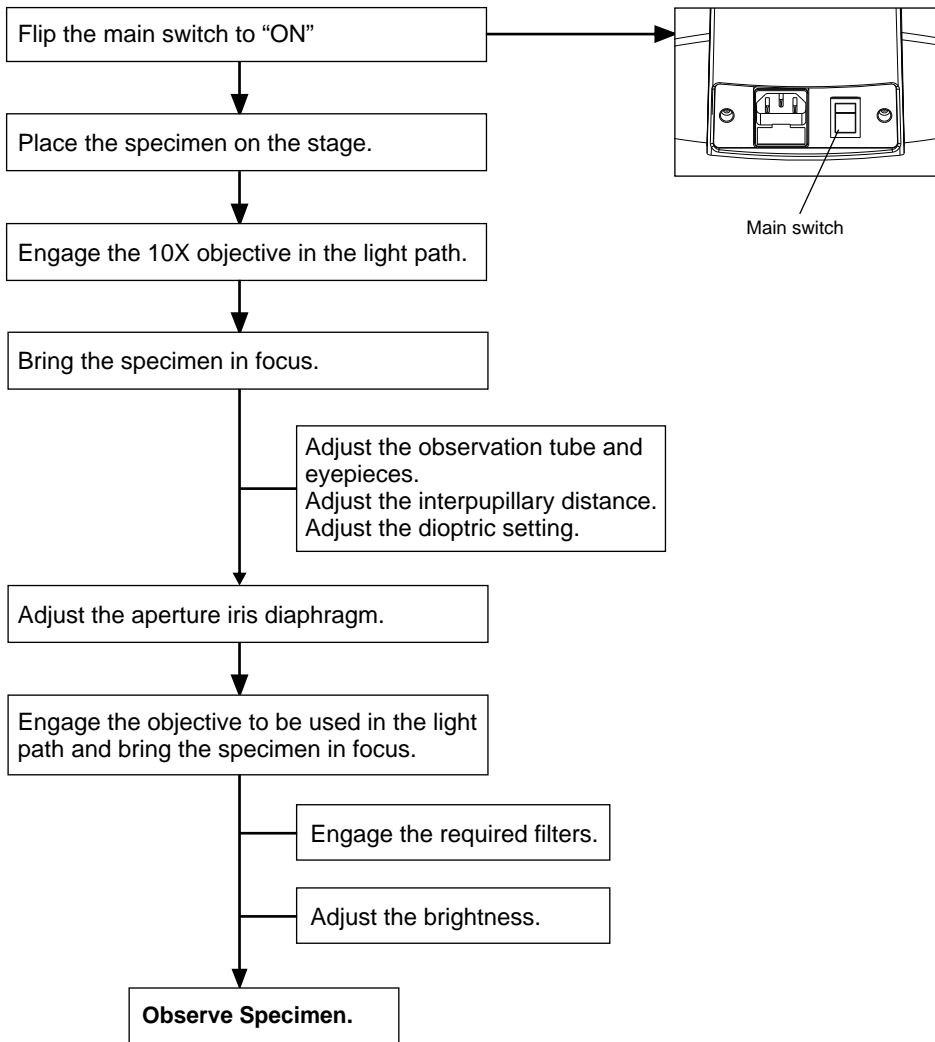 Flip the main switch to “ON”
Place the specimen on the stage.
Main switch
Engage the 10X objective in the light path.
Bring the specimen in focus.
Adjust the observation tube and
eyepieces.
Adjust the interpupillary distance.
Adjust the dioptric setting.
Adjust the aperture iris diaphragm.
Engage the objective to be used in the light
path and bring the specimen in focus.
Engage the required filters.
Adjust the brightness.
Observe Specimen.